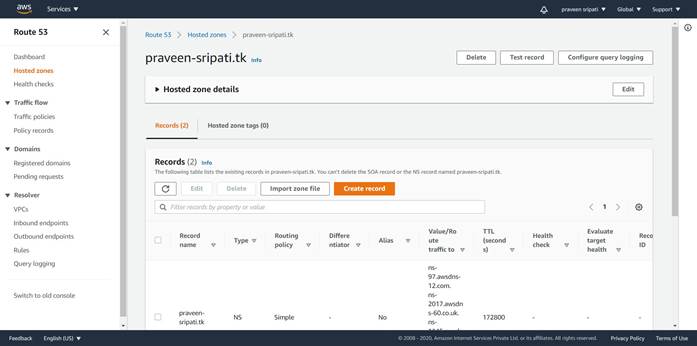 aws
Services
praveen sripati
Global
Support
Route 53
Dashboard
Hosted zones
Health checks
Traffic flow
Traffic policies
Policy records
Domains
Registered domains
Pending requests
Resolver
VPCs
Inbound endpoints
Outbound endpoints
Rules
Query logging
Switch to old console
Route 53 > Hosted zones > praveen-sripati.tk
praveen-sripati.tk Info
Delete
Test record
Configure query logging
Hosted zone details
Edit
Records (2)
Hosted zone tags (0)
Records (2) Info
The following table lists the existing records in praveen-sripati.tk. You can't delete the SOA record or the NS record named praveen-sripati.tk.
Edit
Delete
Import zone file
Create record
Filter records by property or value
1
Record
name
Type
Routing
policy
Differe
ntiator
Alias
Value/Ro
ute
traffic to
TTL
(second
s)
Health
check
Evaluate
target
health
Reco
ID
praveen-
sripati.tk
NS
Simple
-
No
ns-
97.awsdns-
12.com.
ns-
2017.awsdn
s-60.co.uk.
ns-
172800
-
-
-
Feedback
English (US)
© 2008 - 2020, Amazon Internet Services Private Ltd. or its affiliates. All rights reserved.
Privacy Policy
Terms of Use